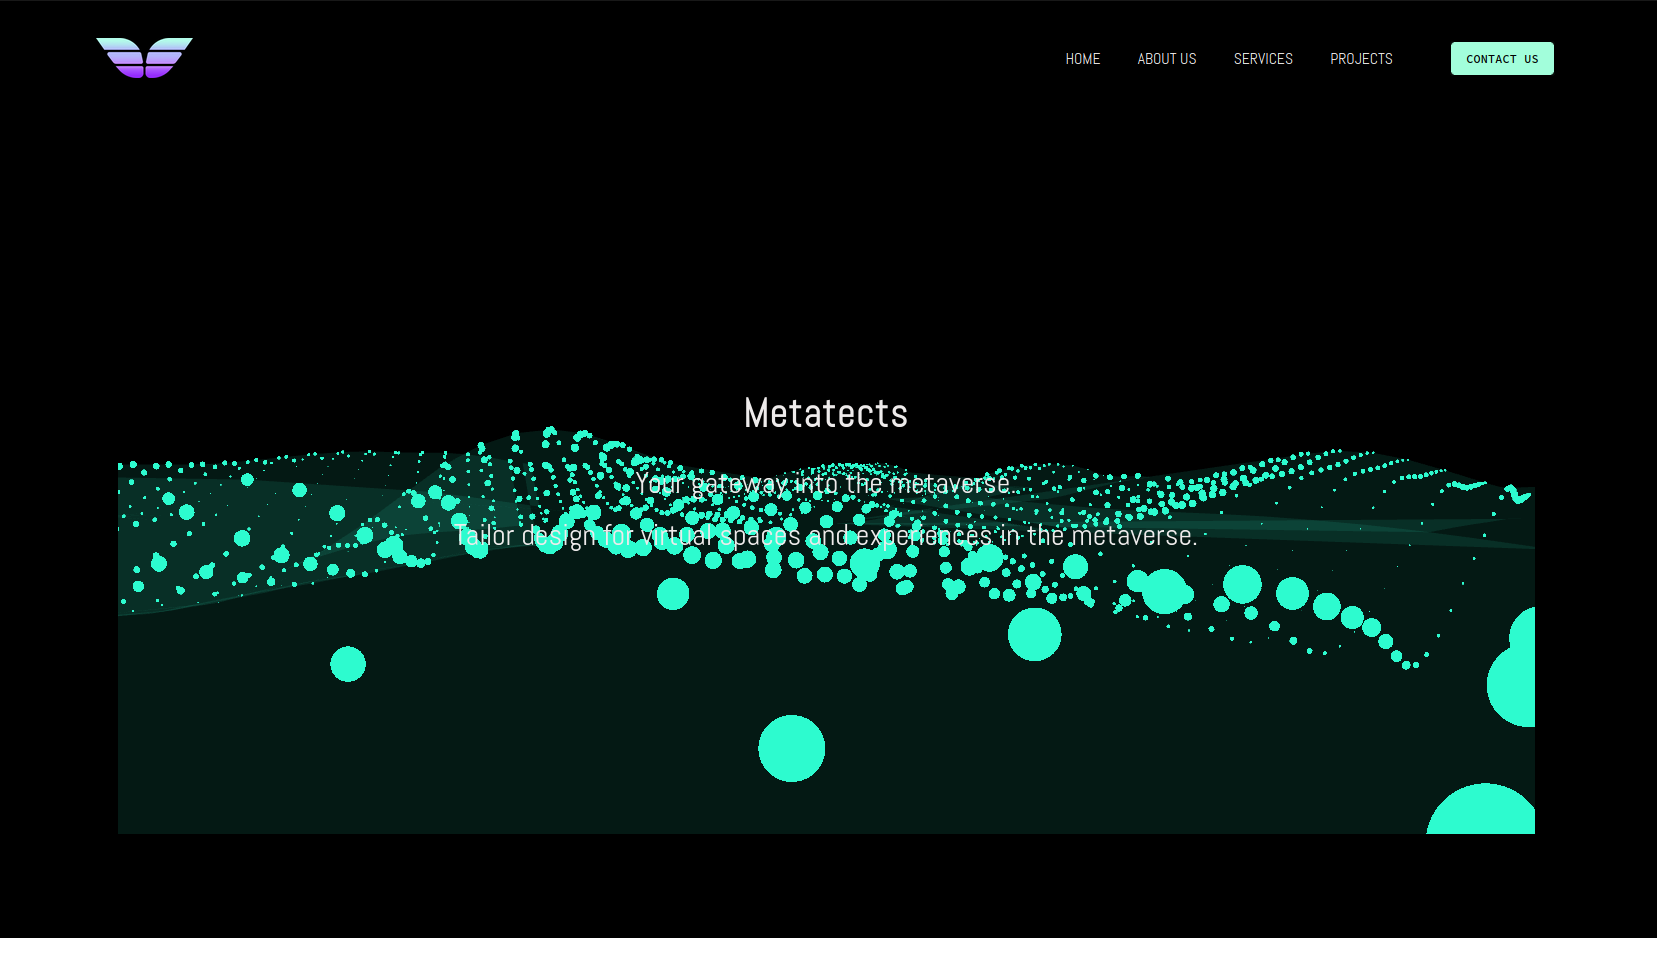 HOME ABOUT US SERVICES PROJECTS CONTACT US
Metatects
Your gateway into the metaverse
Tailor design for virtual spaces and experiences in the metaverse.